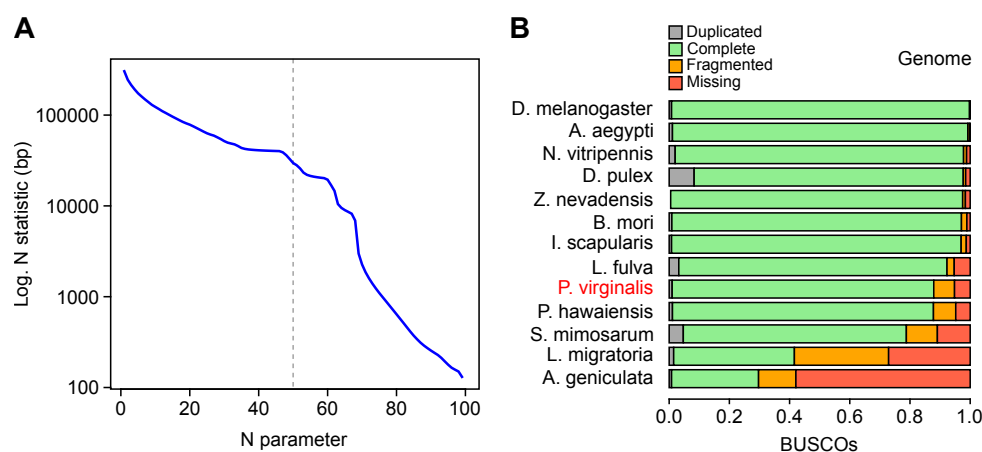 A
Log. N statistic (bp)
100000
10000
1000
100
0 20 40 60 80 100
N parameter
B
Duplicated
Complete
Fragmented
Missing
Genome
D. melanogaster
A. aegypti
N. vitripennis
D. pulex
Z. nevadensis
B. mori
I. scapularis
L. fulva
P. virginalis
P. hawaiensis
S. mimosarum
L. migratoria
A. geniculata
0.0 0.2 0.4 0.6 0.8 1.0
BUSCOs